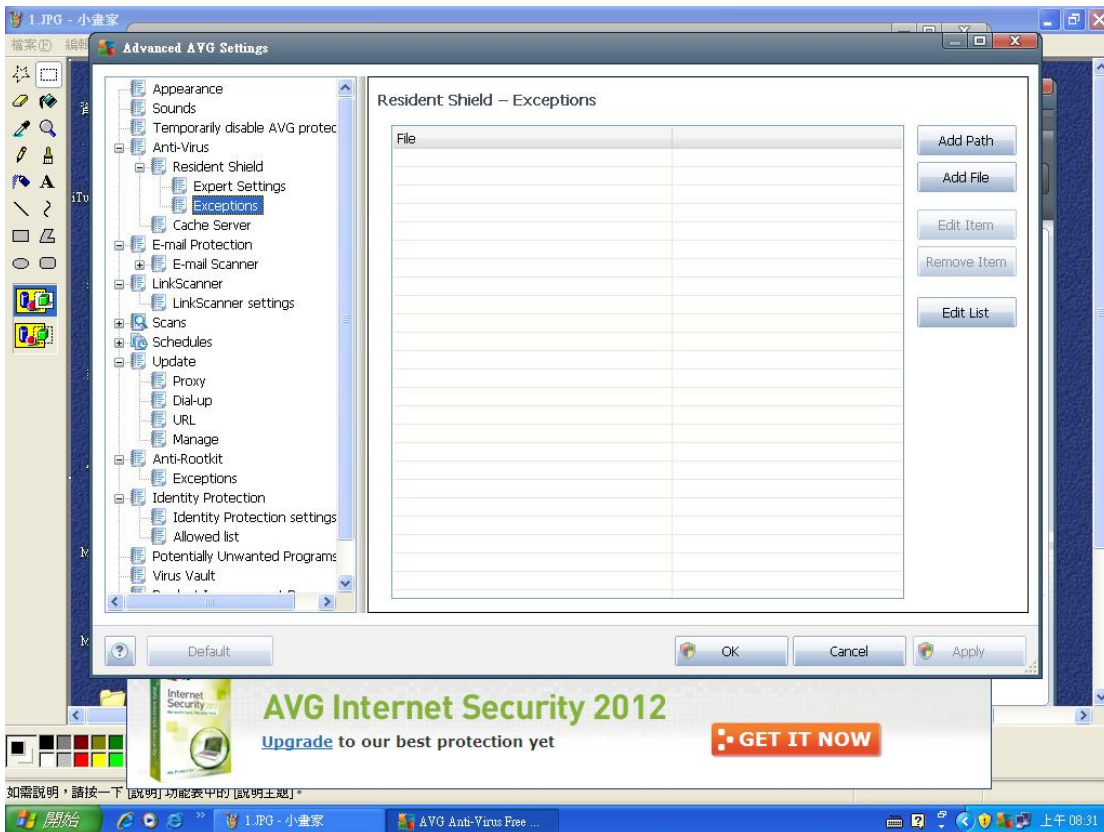 1.JPG - 小畫家
檔案(F)
編輯
Advanced AVG Settings
Appearance
Sounds
Temporarily disable AVG protec
Anti-Virus
Resident Shield
Expert Settings
Exceptions
Cache Server
E-mail Protection
E-mail Scanner
LinkScanner
LinkScanner settings
Scans
Schedules
Update
Proxy
Dial-up
URL
Manage
Anti-Rootkit
Exceptions
Identity Protection
Identity Protection settings
Allowed list
Potentially Unwanted Programs
Virus Vault
Resident Shield – Exceptions
File
Add Path
Add File
Edit Item
Remove Item
Edit List
Default
OK
Cancel
Apply
iTu
Internet
Security
AVG Internet Security 2012
Upgrade to our best protection yet
GET IT NOW
如需說明，請按一下 [說明] 功能表中的 [說明主題]。
開始
1.JPG - 小畫家
AVG Anti-Virus Free ...
上午 08:31